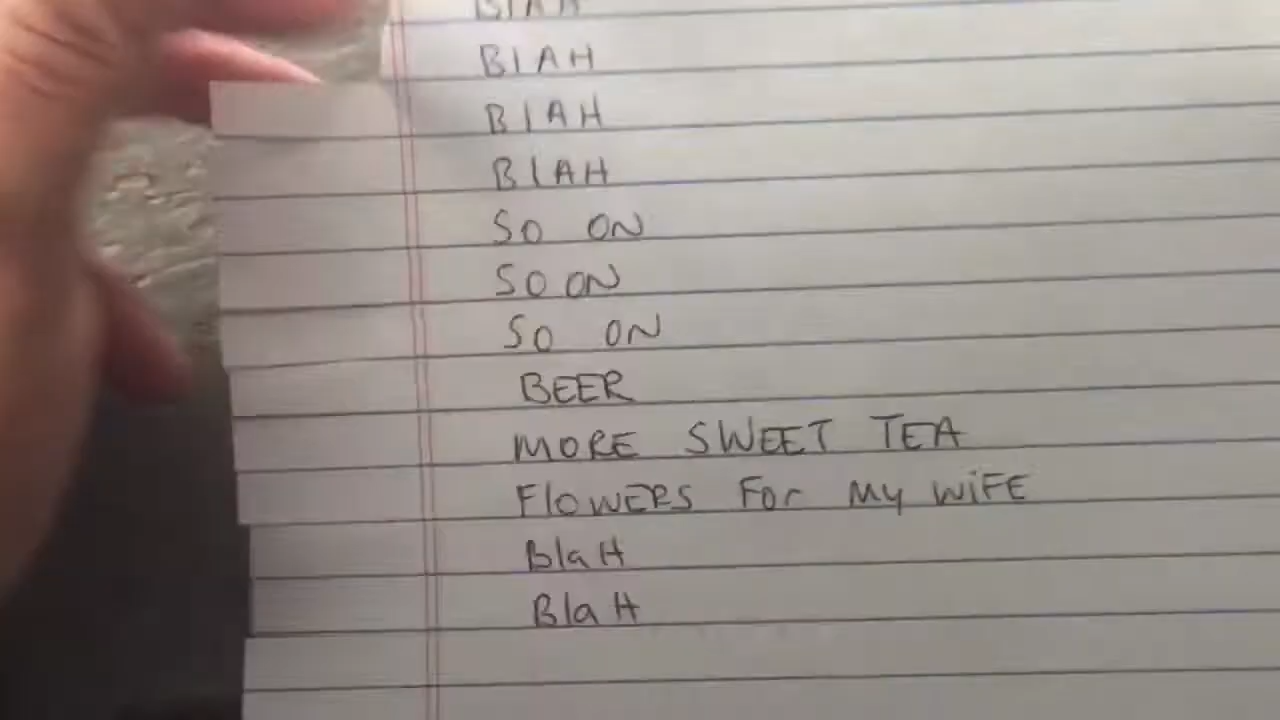 BlAH
BlAH
BlAH
BlAH
SO ON
SO ON
SO ON
BEER
MORE SWEET TEA
FlOWERS FOr My WiFE
BlaH
BlaH